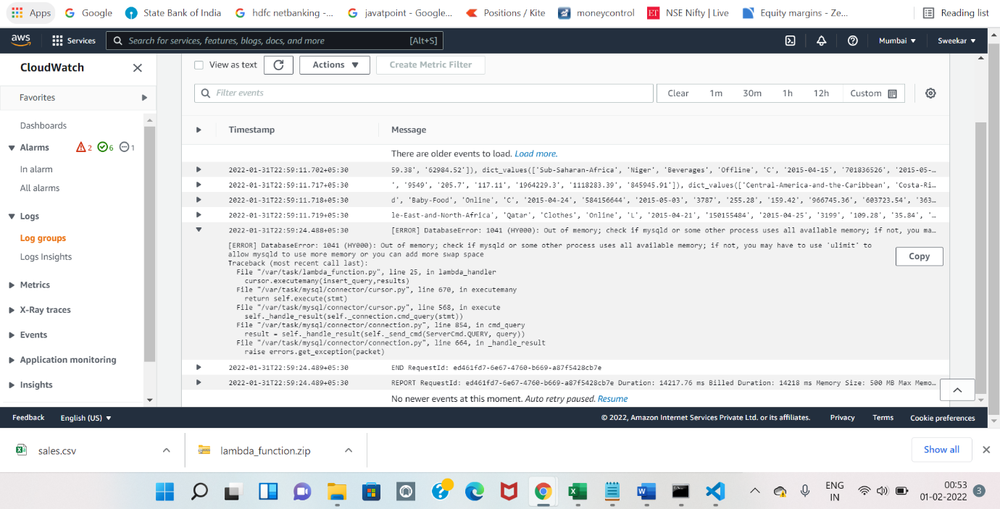 Apps Google State Bank of India hdfc netbanking -... javatpoint - Google... Positions / Kite moneycontrol ET NSE Nifty | Live Equity margins - Ze... Reading list
aws Services Search for services, features, blogs, docs, and more [Alt+S] Mumbai ▼ Sweekar ▼
CloudWatch
Favorites
Dashboards
Alarms 2 6 1
In alarm
All alarms
Logs
Log groups
Logs Insights
Metrics
X-Ray traces
Events
Application monitoring
Insights
View as text Actions ▼ Create Metric Filter
Filter events Clear 1m 30m 1h 12h Custom
Timestamp Message
There are older events to load. Load more.
2022-01-31T22:59:11.702+05:30 59.38', '62984.52']), dict_values(['Sub-Saharan-Africa', 'Niger', 'Beverages', 'Offline', 'C', '2015-04-15', '701836526', '2015-05-…
2022-01-31T22:59:11.717+05:30 ', '9549', '205.7', '117.11', '1964229.3', '1118283.39', '845945.91']), dict_values(['Central-America-and-the-Caribbean', 'Costa-Ri…
2022-01-31T22:59:11.718+05:30 d', 'Baby-Food', 'Online', 'C', '2015-04-24', '584156644', '2015-05-03', '3787', '255.28', '159.42', '966745.36', '603723.54', '363…
2022-01-31T22:59:11.719+05:30 le-East-and-North-Africa', 'Qatar', 'Clothes', 'Online', 'L', '2015-04-21', '150155484', '2015-04-25', '3199', '109.28', '35.84', '…
2022-01-31T22:59:24.488+05:30 [ERROR] DatabaseError: 1041 (HY000): Out of memory; check if mysqld or some other process uses all available memory; if not, you ma…
[ERROR] DatabaseError: 1041 (HY000): Out of memory; check if mysqld or some other process uses all available memory; if not, you may have to use 'ulimit' to
allow mysqld to use more memory or you can add more swap space
Traceback (most recent call last):
File "/var/task/lambda_function.py", line 25, in lambda_handler
cursor.executemany(insert_query,results)
File "/var/task/mysql/connector/cursor.py", line 670, in executemany
return self.execute(stmt)
File "/var/task/mysql/connector/cursor.py", line 568, in execute
self._handle_result(self._connection.cmd_query(stmt))
File "/var/task/mysql/connector/connection.py", line 854, in cmd_query
result = self._handle_result(self._send_cmd(ServerCmd.QUERY, query))
File "/var/task/mysql/connector/connection.py", line 664, in _handle_result
raise errors.get_exception(packet)
Copy
2022-01-31T22:59:24.489+05:30 END RequestId: ed461fd7-6e67-4760-b669-a87f5428cb7e
2022-01-31T22:59:24.489+05:30 REPORT RequestId: ed461fd7-6e67-4760-b669-a87f5428cb7e Duration: 14217.76 ms Billed Duration: 14218 ms Memory Size: 500 MB Max Memo…
No newer events at this moment. Auto retry paused. Resume
Feedback English (US) ▼ © 2022, Amazon Internet Services Private Ltd. or its affiliates. Privacy Terms Cookie preferences
sales.csv lambda_function.zip Show all
ENG 00:53
IN 01-02-2022 3